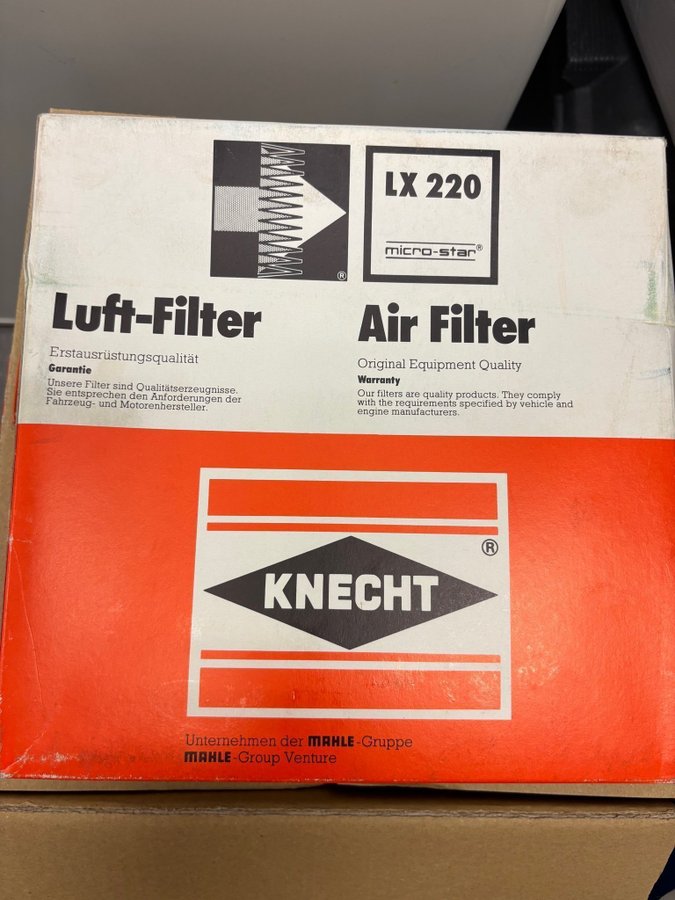 LX 220
micro-star®
®
Luft-Filter
Erstausrüstungsqualität
Garantie
Unsere Filter sind Qualitätserzeugnisse.
Sie entsprechen den Anforderungen der
Fahrzeug- und Motorenhersteller.
Air Filter
Original Equipment Quality
Warranty
Our filters are quality products. They comply
with the requirements specified by vehicle and
engine manufacturers.
®
KNECHT
Unternehmen der MAHLE-Gruppe
MAHLE-Group Venture